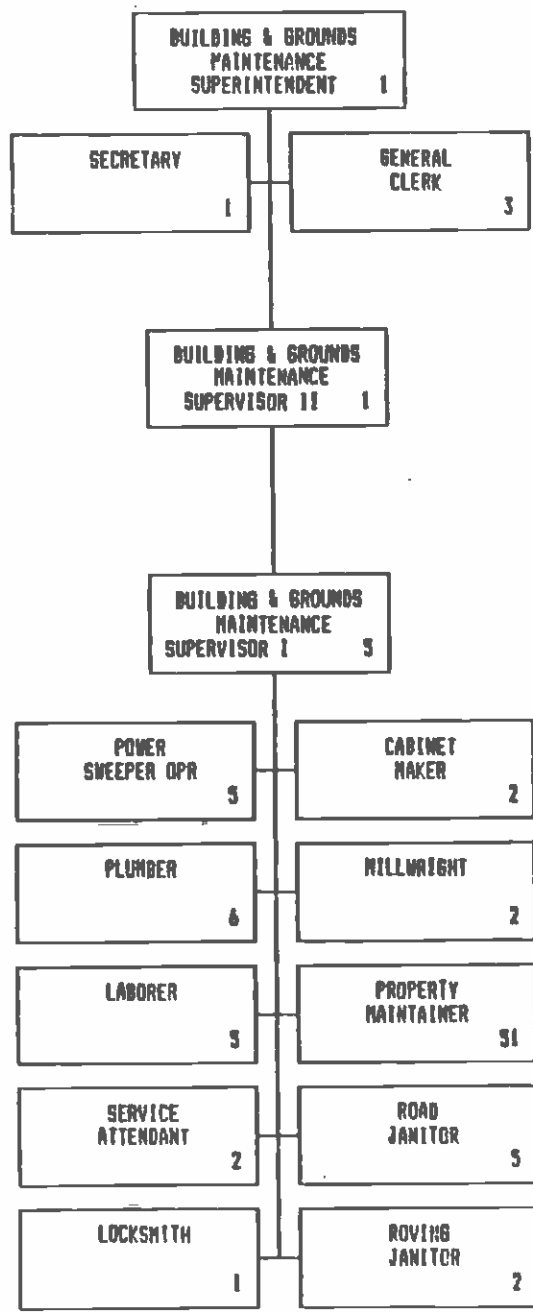 BUILDING & GROUNDS
MAINTENANCE
SUPERINTENDENT 1
SECRETARY
1
GENERAL
CLERK
3
BUILDING & GROUNDS
MAINTENANCE
SUPERVISOR II 1
BUILDING & GROUNDS
MAINTENANCE
SUPERVISOR I 5
POWER
SWEEPER OPR
5
CABINET
MAKER
2
PLUMBER
6
MILLWRIGHT
2
LABORER
5
PROPERTY
MAINTAINER
51
SERVICE
ATTENDANT
2
ROAD
JANITOR
5
LOCKSMITH
1
ROVING
JANITOR
2